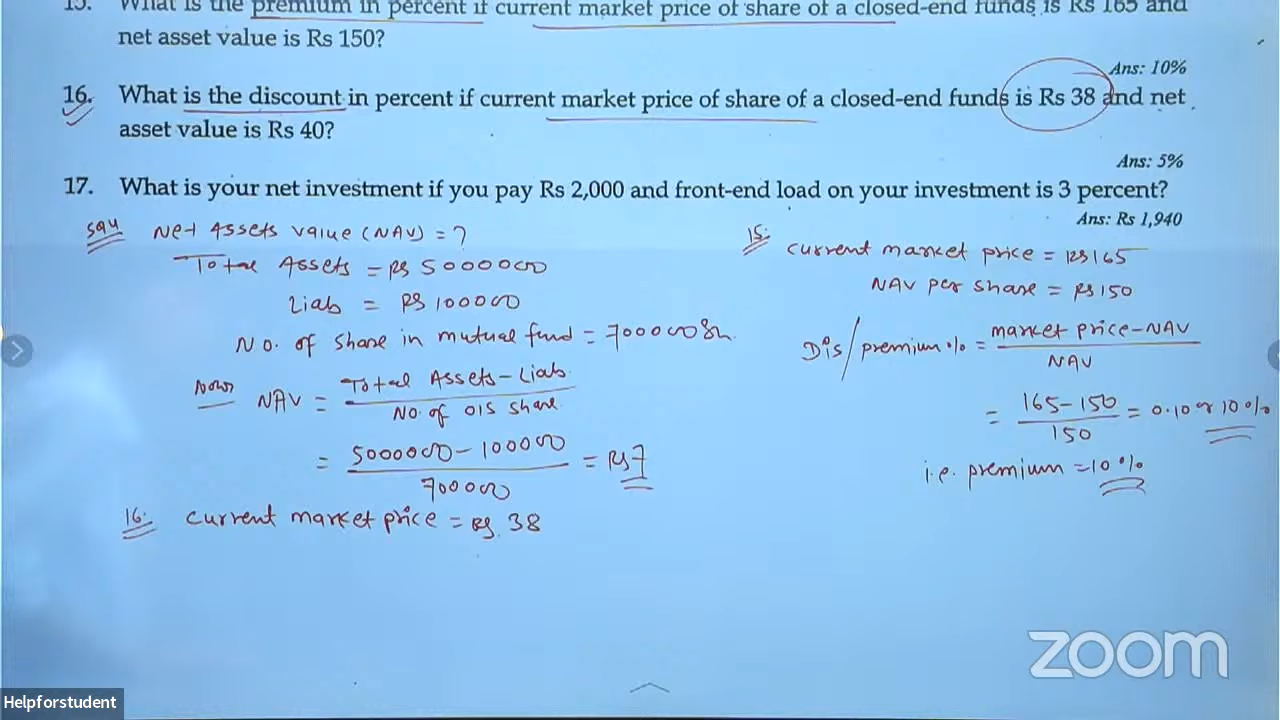 15. What is the premium in percent if current market price of share of a closed-end funds is Rs 165 and
net asset value is Rs 150?
Ans: 10%
16. What is the discount in percent if current market price of share of a closed-end funds is Rs 38 and net
asset value is Rs 40?
Ans: 5%
17. What is your net investment if you pay Rs 2,000 and front-end load on your investment is 3 percent?
Ans: Rs 1,940
Net Assets value (NAV) = ?
Total Assets = Rs 5000000
Liab = Rs 100000
No. of share in mutual fund = 700000 Sh.
Now, NAV = Total Assets - Liab
No. of O/S share
= 5000000 - 100000 = Rs 7
700000
16. Current market price = Rs. 38
15. Current market price = Rs 165
NAV per share = Rs 150
Dis/premium % = market price - NAV
NAV
= 165 - 150 = 0.10 or 10%
150
i.e. premium = 10%
zoom
Helpforstudent